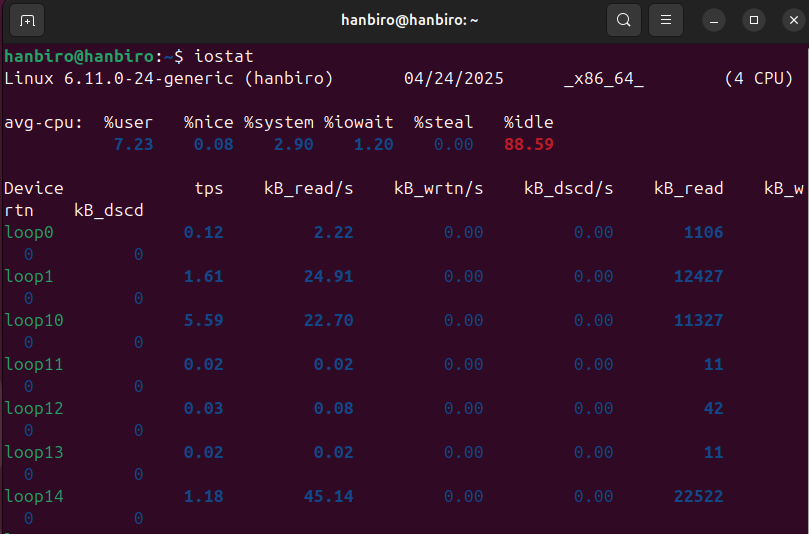 hanbiro@hanbiro: ~
hanbiro@hanbiro:~$ iostat
Linux 6.11.0-24-generic (hanbiro)       04/24/2025      _x86_64_        (4 CPU)
avg-cpu:  %user   %nice %system %iowait  %steal   %idle
           7.23    0.08    2.90    1.20    0.00   88.59
Device             tps    kB_read/s    kB_wrtn/s    kB_dscd/s    kB_read    kB_w
rtn    kB_dscd
loop0             0.12         2.22         0.00         0.00       1106
  0          0
loop1             1.61        24.91         0.00         0.00      12427
  0          0
loop10            5.59        22.70         0.00         0.00      11327
  0          0
loop11            0.02         0.02         0.00         0.00         11
  0          0
loop12            0.03         0.08         0.00         0.00         42
  0          0
loop13            0.02         0.02         0.00         0.00         11
  0          0
loop14            1.18        45.14         0.00         0.00      22522
  0          0